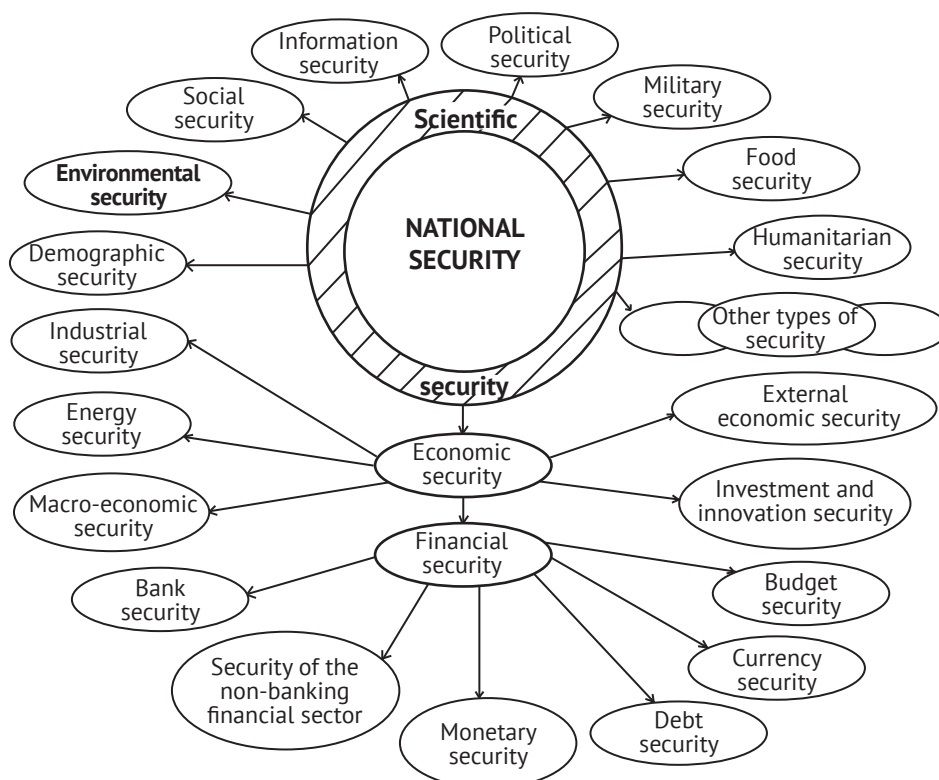 Information
security
Political
security
Social
security
Scientific
Military
security
Environmental
security
Food
security
NATIONAL
SECURITY
Demographic
security
Humanitarian
security
Industrial
security
Other types of
security
security
Energy
security
Economic
security
External
economic security
Macro-economic
security
Investment and
innovation security
Financial
security
Bank
security
Budget
security
Security of the
non-banking
financial sector
Currency
security
Monetary
security
Debt
security